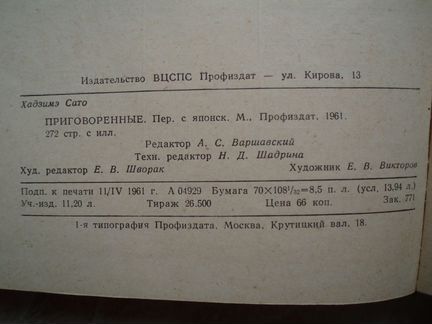 Издательство ВЦСПС Профиздат — ул. Кирова, 13
Хадзимэ Сато
ПРИГОВОРЕННЫЕ. Пер. с японск. М., Профиздат, 1961.
272 стр. с илл.
Редактор А. С. Варшавский
Техн. редактор Н. Д. Шадрина
Худ. редактор Е. В. Шворак Художник Е. В. Викторов
Подп. к печати 11/IV 1961 г. А 04929 Бумага 70×108¹/₃₂=8,5 п. л. (усл. 13,94 л.)
Уч.-изд. 11,20 л. Тираж 26.500 Цена 66 коп. Зак. 771
1-я типография Профиздата. Москва, Крутицкий вал, 18.